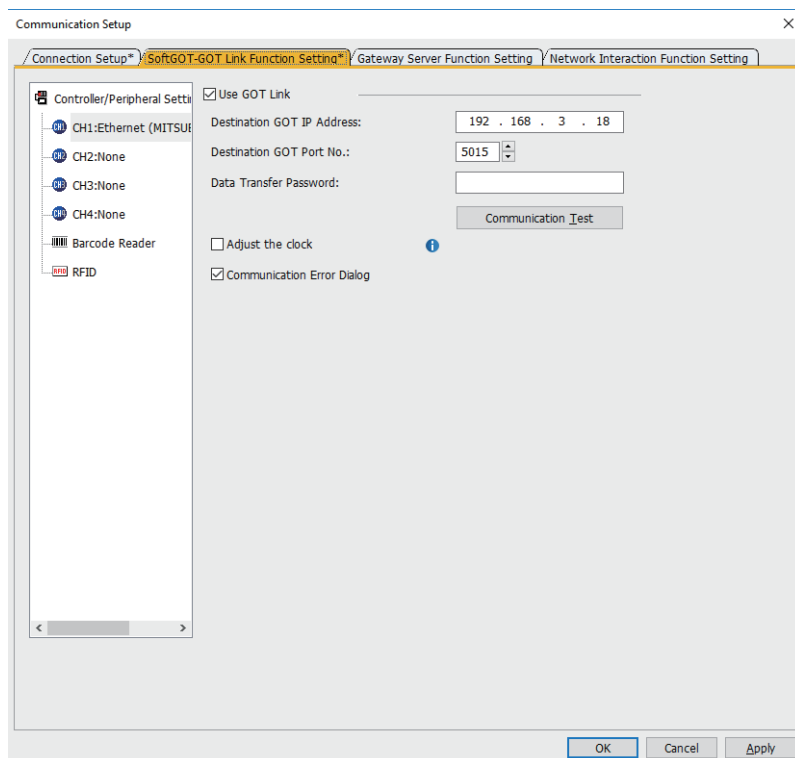 Communication Setup
Connection Setup* SoftGOT-GOT Link Function Setting* Gateway Server Function Setting Network Interaction Function Setting
Controller/Peripheral Settin
CH1:Ethernet (MITSUB
CH2:None
CH3:None
CH4:None
Barcode Reader
RFID RFID
Use GOT Link
Destination GOT IP Address: 192 . 168 . 3 . 18
Destination GOT Port No.: 5015
Data Transfer Password:
Communication Test
Adjust the clock
Communication Error Dialog
OK Cancel Apply